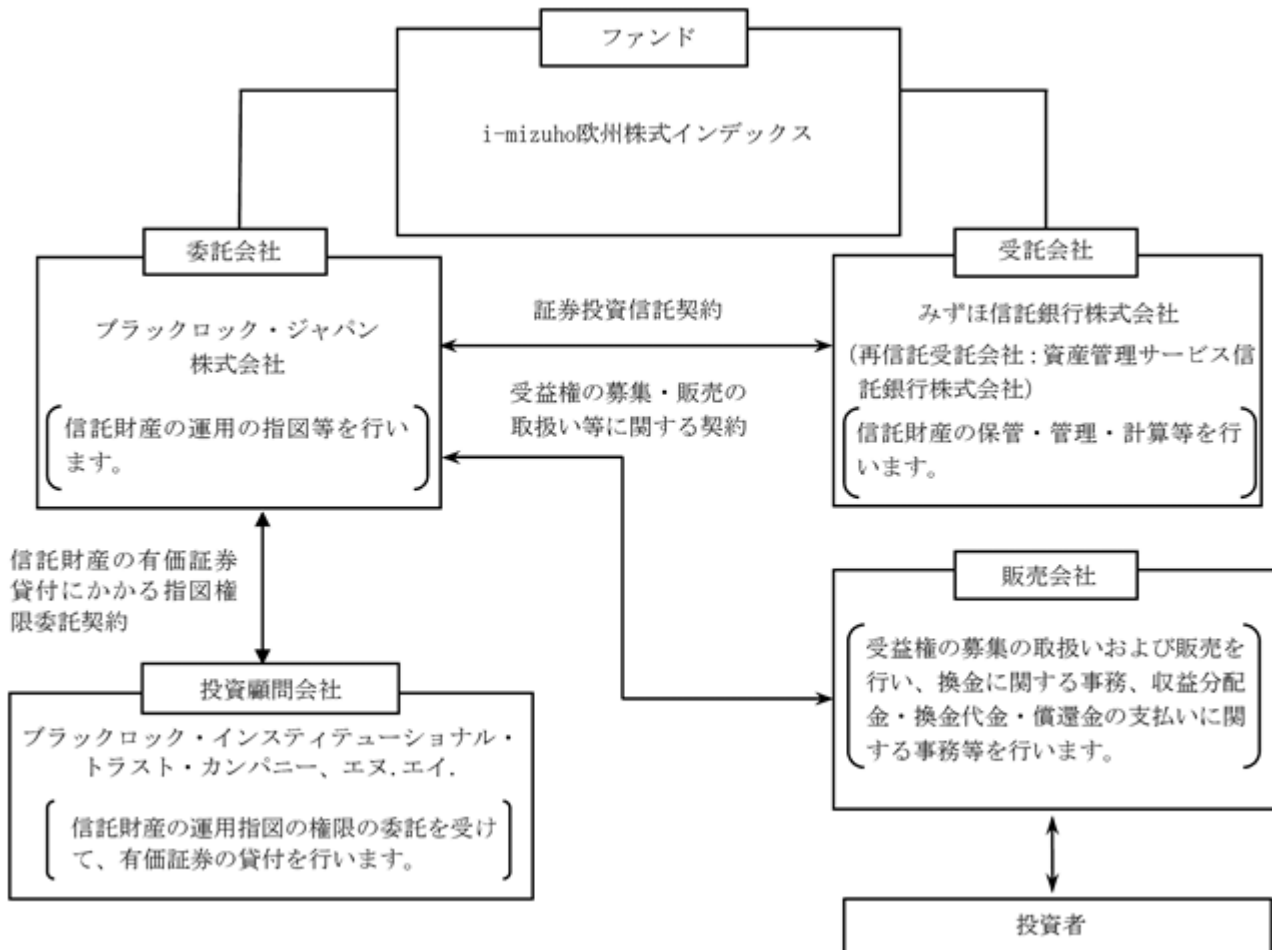 ファンド
i-mizuho欧州株式インデックス
委託会社
ブラックロック・ジャパン
株式会社
信託財産の運用の指図等を行い
ます。
証券投資信託契約
受益権の募集・販売の
取扱い等に関する契約
受託会社
みずほ信託銀行株式会社
(再信託受託会社:資産管理サービス信
託銀行株式会社)
信託財産の保管・管理・計算等を行
います。
信託財産の有価証券
貸付にかかる指図権
限委託契約
投資顧問会社
ブラックロック・インスティテューショナル・
トラスト・カンパニー、エヌ.エイ.
信託財産の運用指図の権限の委託を受け
て、有価証券の貸付を行います。
販売会社
受益権の募集の取扱いおよび販売を
行い、換金に関する事務、収益分配
金・換金代金・償還金の支払いに関
する事務等を行います。
投資者